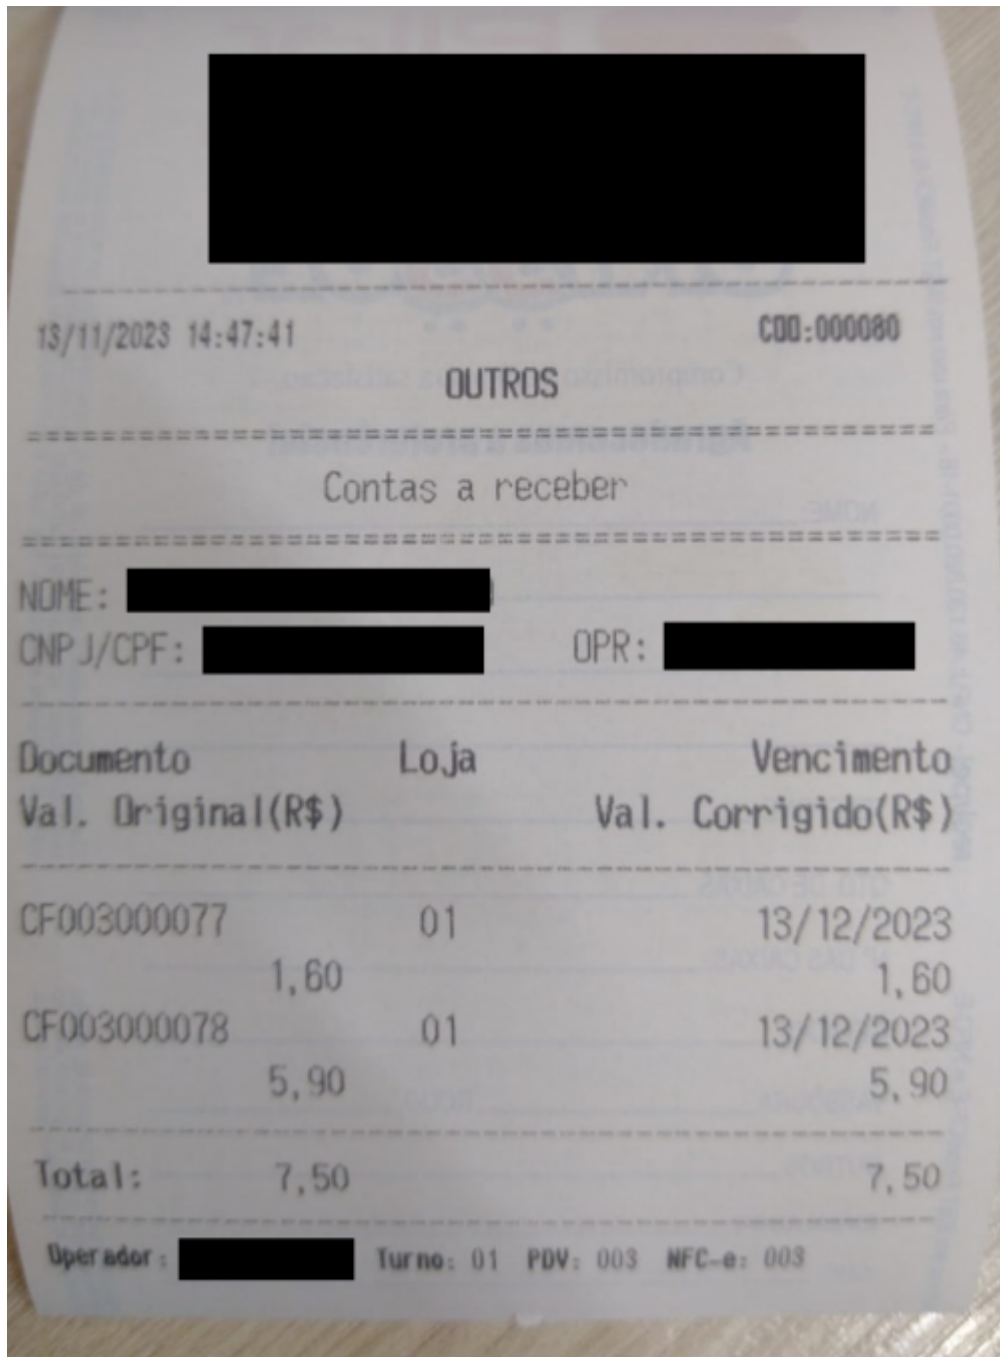 13/11/2023 14:47:41 COO:000080
OUTROS
Contas a receber
NOME:
CNPJ/CPF: OPR:
Documento Loja Vencimento
Val. Original(R$) Val. Corrigido(R$)
CF003000077 01 13/12/2023
1,60 1,60
CF003000078 01 13/12/2023
5,90 5,90
Total: 7,50 7,50
Operador: Turno: 01 PDV: 003 NFC-e: 003